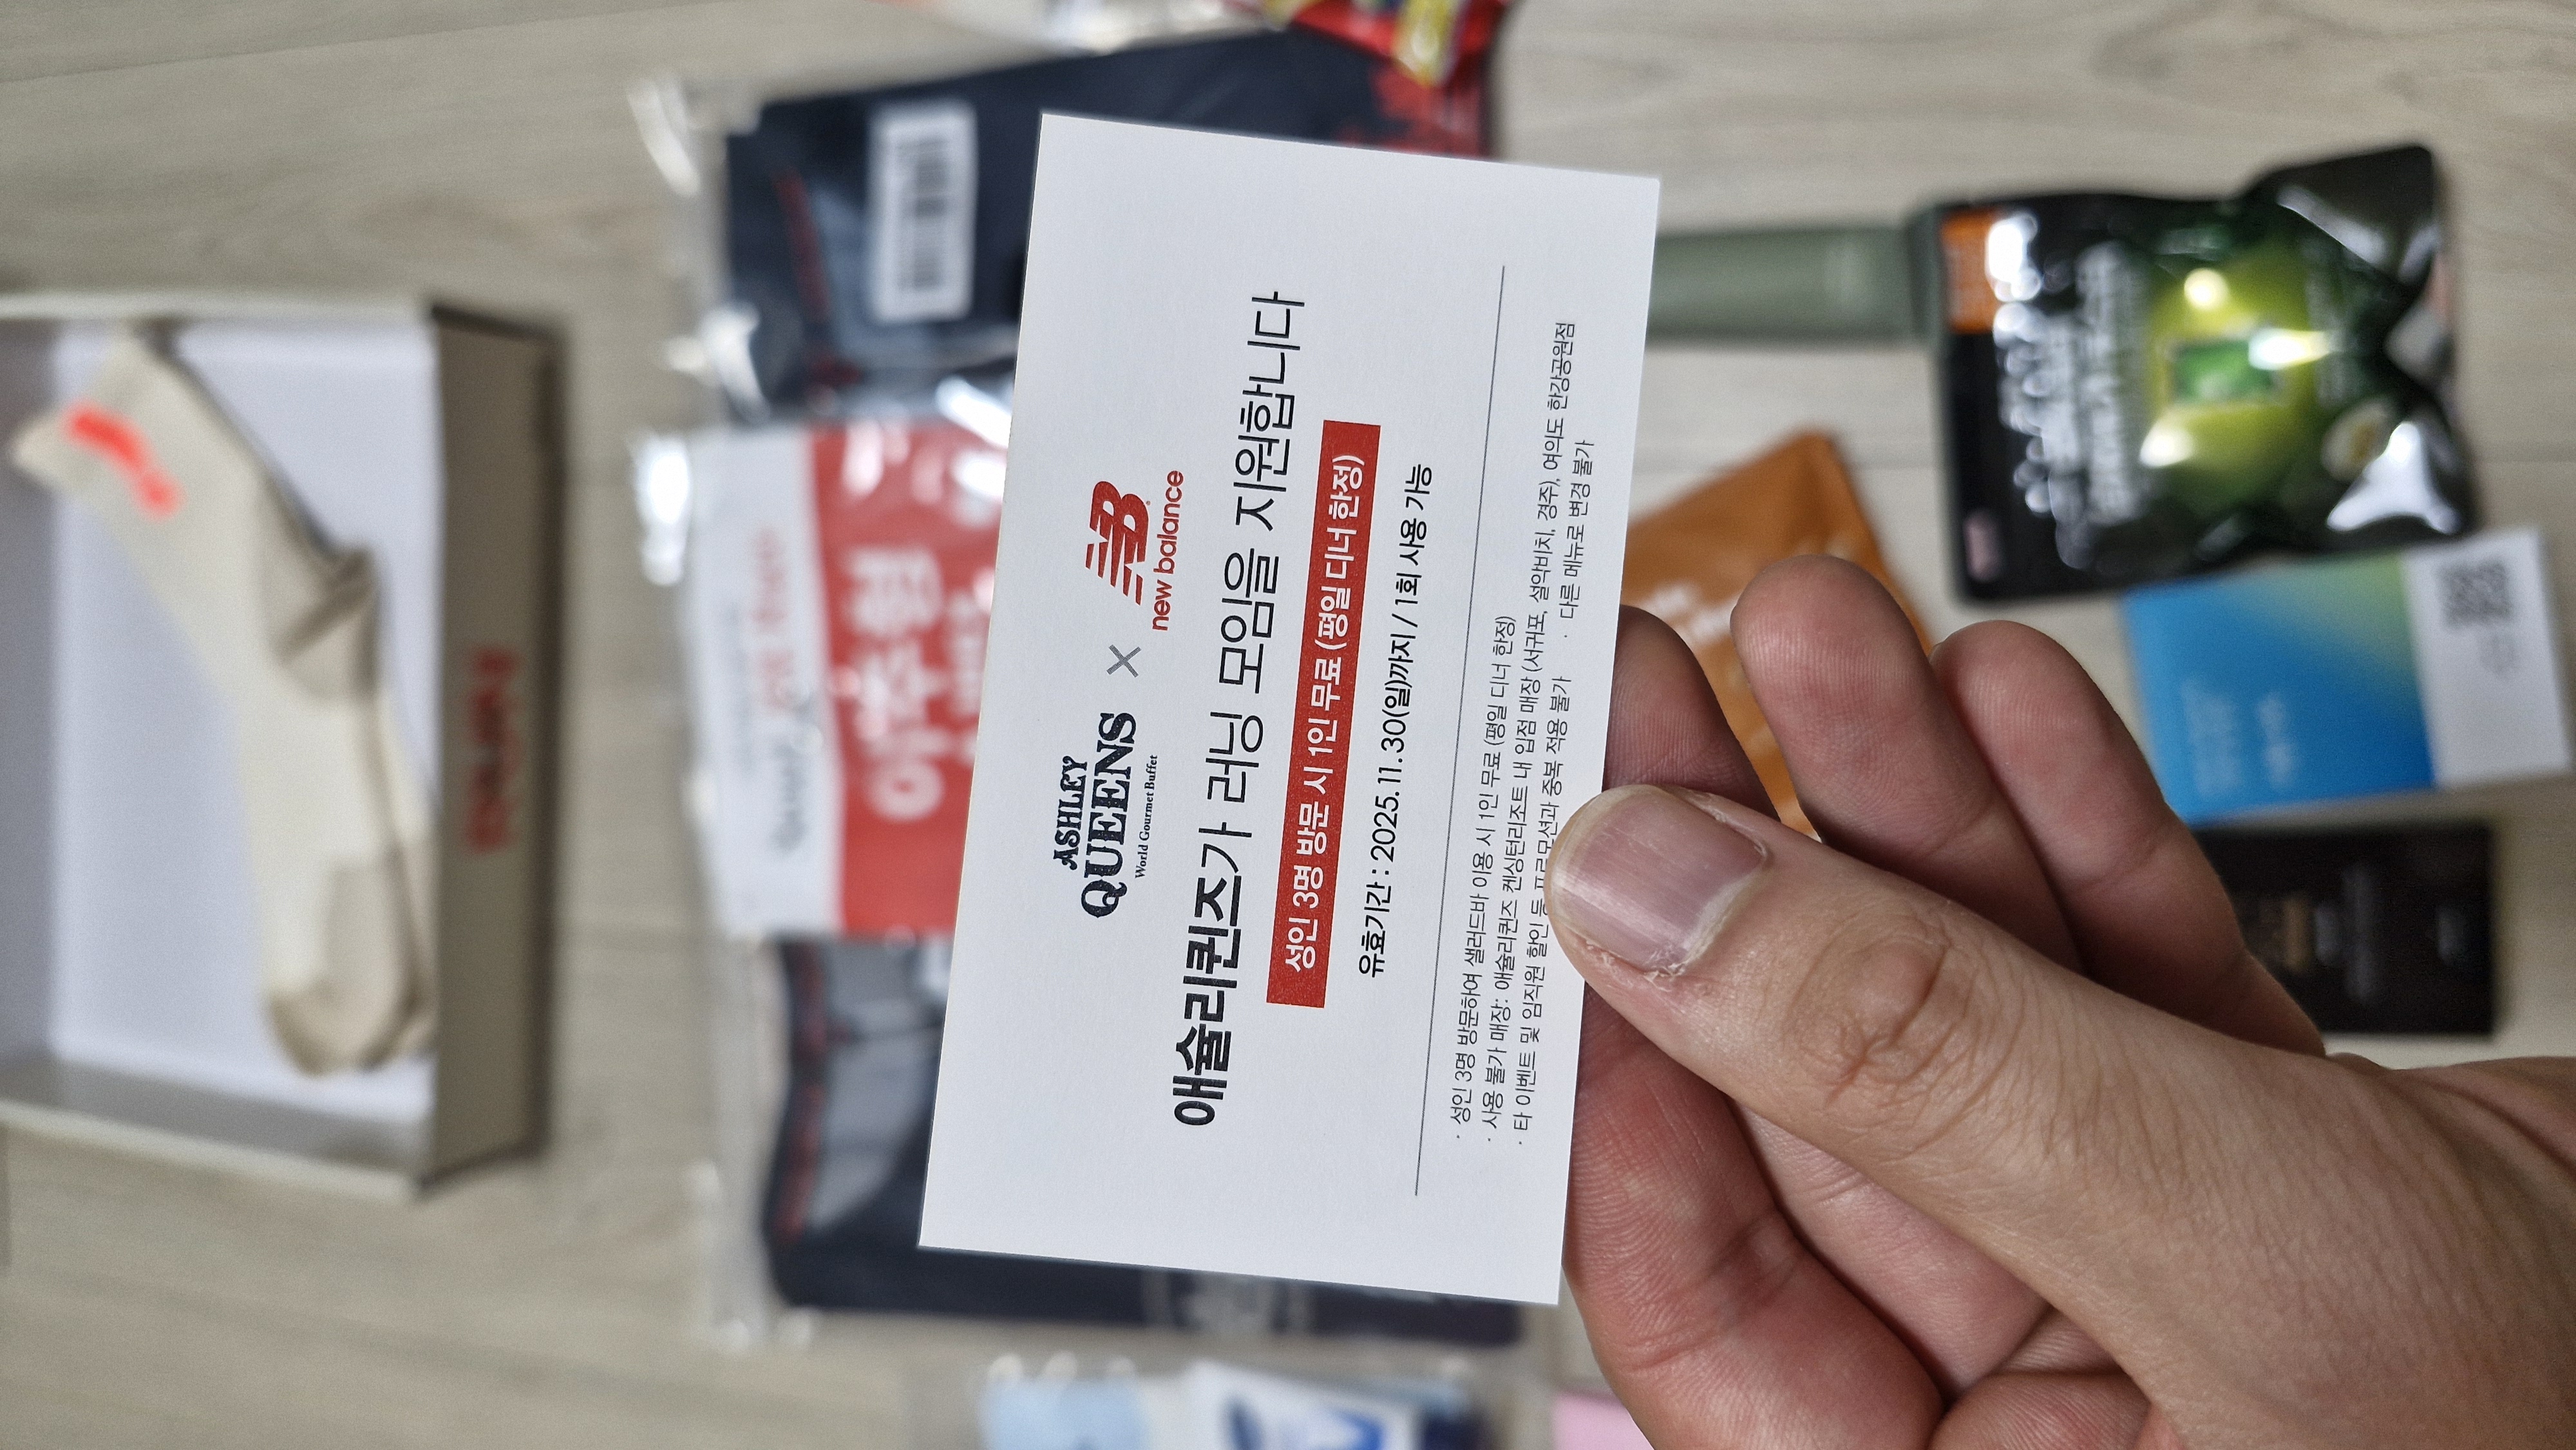 ASHLEY
QUEENS
World Gourmet Buffet
×
NB
new balance
애슐리퀸즈가 러닝 모임을 지원합니다
성인 3명 방문 시 1인 무료 (평일 디너 한정)
유효기간 : 2025. 11. 30(일)까지 / 1회 사용 가능
· 성인 3명 방문하여 샐러드바 이용 시 1인 무료 (평일 디너 한정)
· 사용 불가 매장: 애슐리퀸즈 켄싱턴리조트 내 입점 매장 (서귀포, 설악비치, 경주), 여의도 한강공원점
· 타 이벤트 및 임직원 할인 등 프로모션과 중복 적용 불가 · 다른 메뉴로 변경 불가
RUN